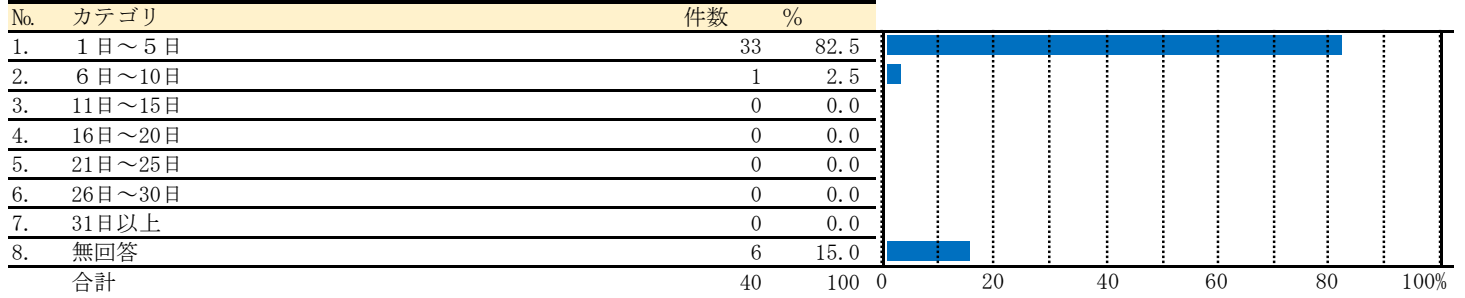 № カテゴリ 件数 %
1. １日～５日 33 82.5
2. ６日～10日 1 2.5
3. 11日～15日 0 0.0
4. 16日～20日 0 0.0
5. 21日～25日 0 0.0
6. 26日～30日 0 0.0
7. 31日以上 0 0.0
8. 無回答 6 15.0
合計 40 100 0 20 40 60 80 100%